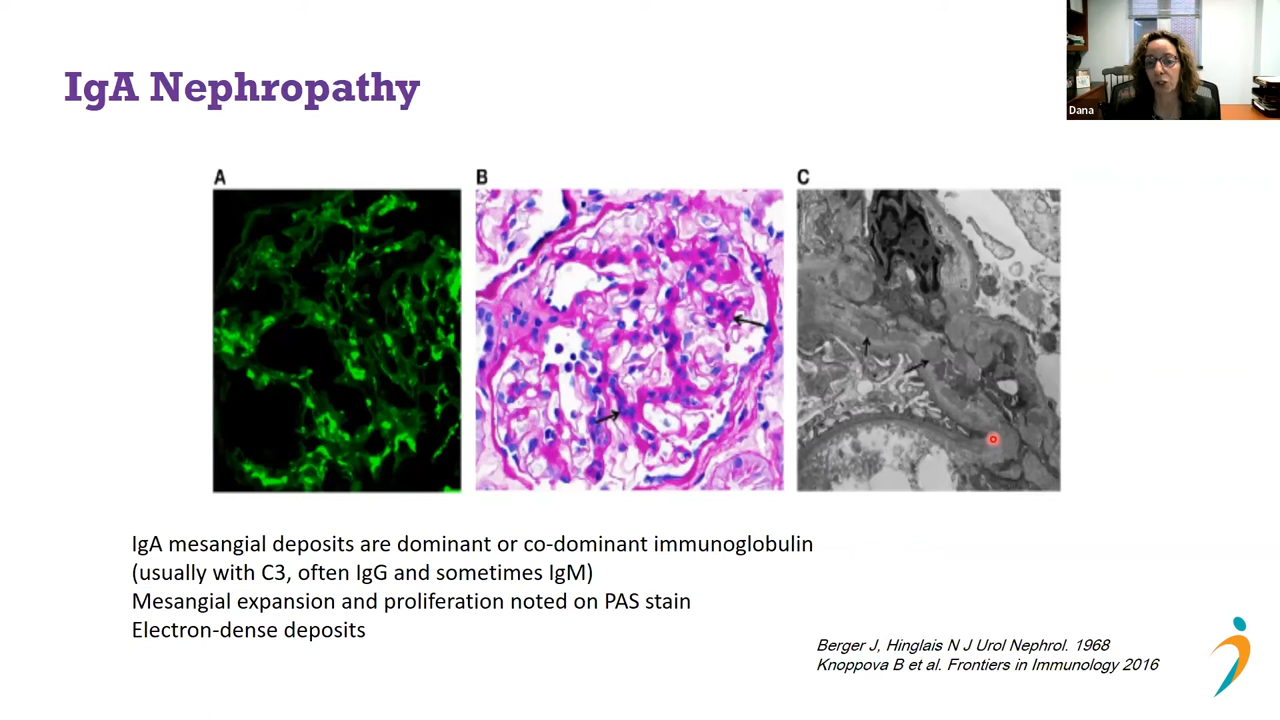 IgA Nephropathy
Dana
A
B
C
IgA mesangial deposits are dominant or co-dominant immunoglobulin
(usually with C3, often IgG and sometimes IgM)
Mesangial expansion and proliferation noted on PAS stain
Electron-dense deposits
Berger J, Hinglais N J Urol Nephrol. 1968
Knoppova B et al. Frontiers in Immunology 2016